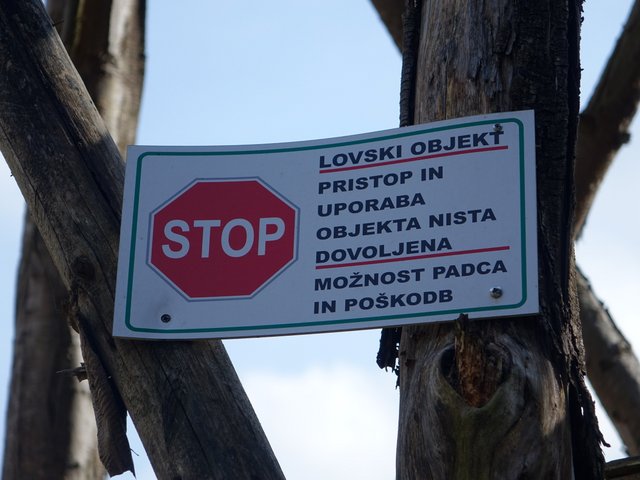 STOP
LOVSKI OBJEKT
PRISTOP IN
UPORABA
OBJEKTA NISTA
DOVOLJENA
MOŽNOST PADCA
IN POŠKODB